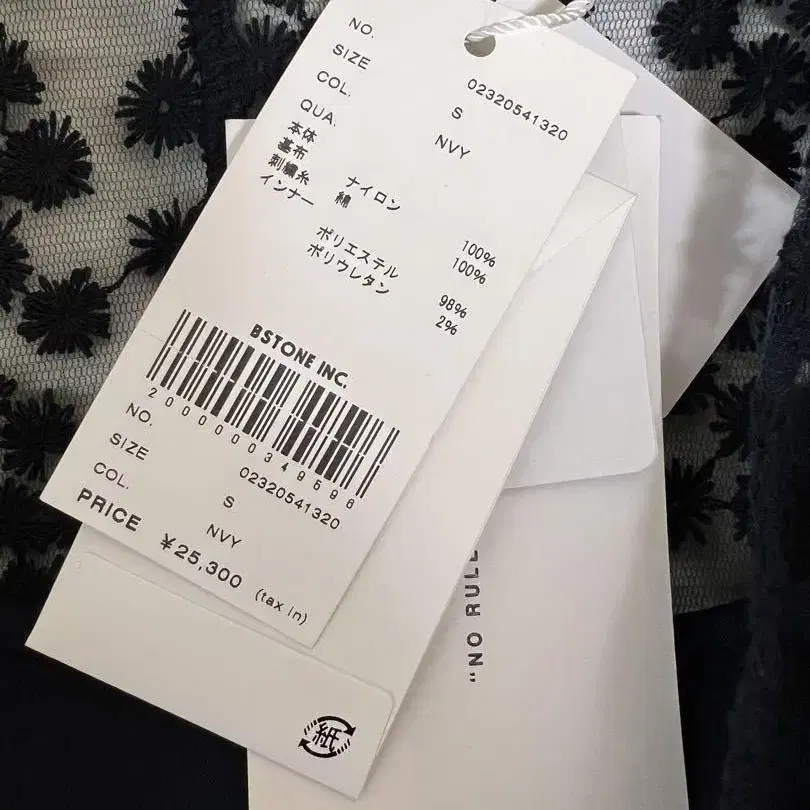 NO. 02320541320
SIZE S
COL. NVY
QUA.
本体
基布 ナイロン 100%
刺繍糸 綿 100%
インナー
ポリエステル 98%
ポリウレタン 2%
BSTONE INC.
2000000349596
NO. 02320541320
SIZE S
COL. NVY
PRICE ¥25,300 (tax in)
紙
"NO RULE